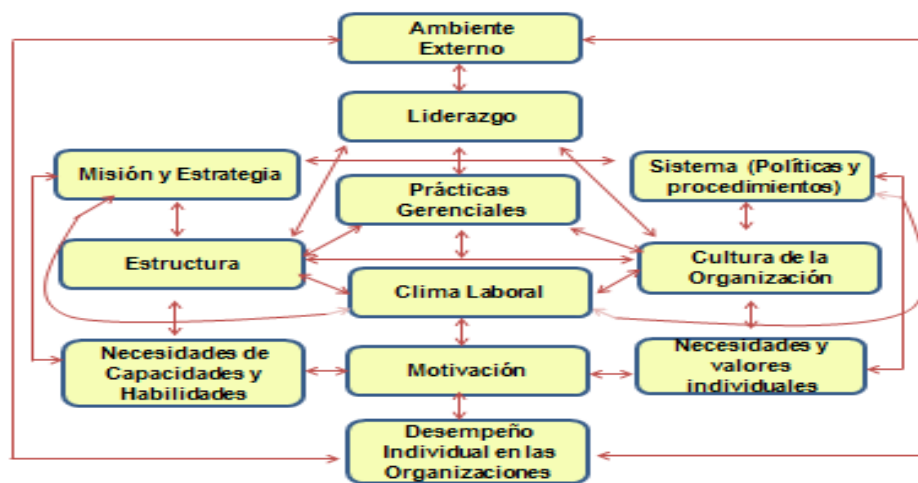 Ambiente
Externo
Liderazgo
Misión y Estrategia
Prácticas
Gerenciales
Sistema (Políticas y
procedimientos)
Estructura
Clima Laboral
Cultura de la
Organización
Necesidades de
Capacidades y
Habilidades
Motivación
Necesidades y
valores
individuales
Desempeño
Individual en las
Organizaciones